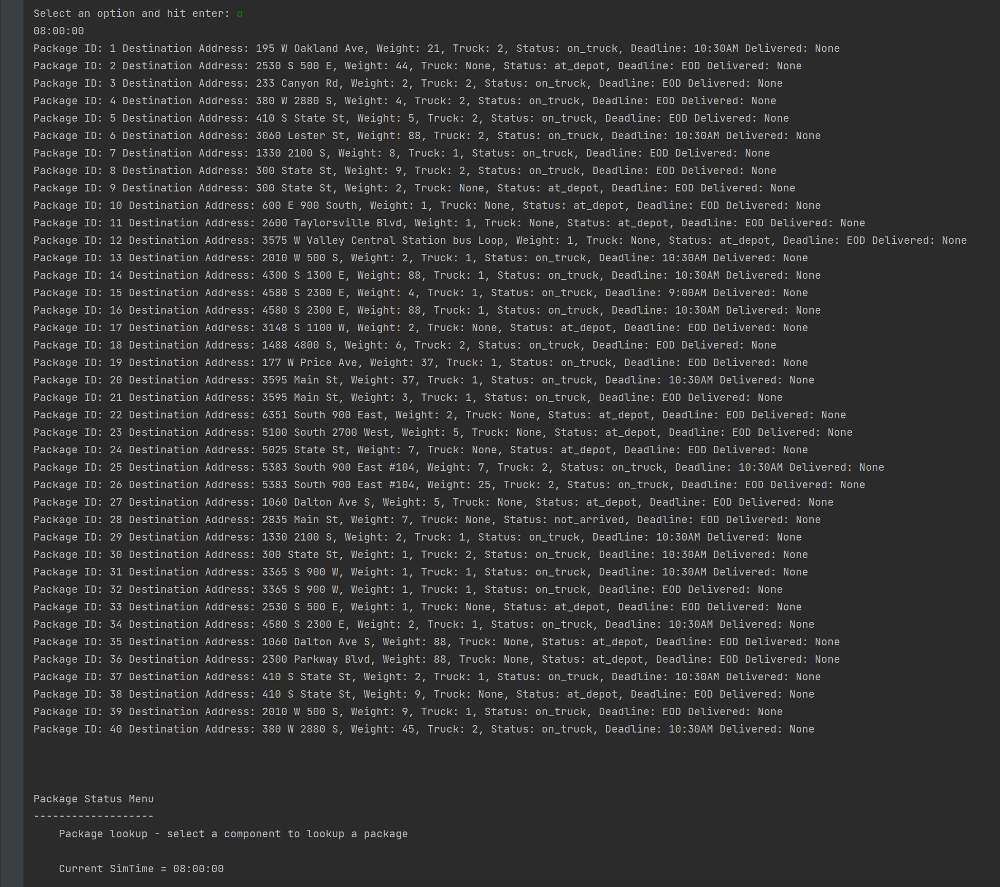 Select an option and hit enter: a
08:00:00
Package ID: 1 Destination Address: 195 W Oakland Ave, Weight: 21, Truck: 2, Status: on_truck, Deadline: 10:30AM Delivered: None
Package ID: 2 Destination Address: 2530 S 500 E, Weight: 44, Truck: None, Status: at_depot, Deadline: EOD Delivered: None
Package ID: 3 Destination Address: 233 Canyon Rd, Weight: 2, Truck: 2, Status: on_truck, Deadline: EOD Delivered: None
Package ID: 4 Destination Address: 380 W 2880 S, Weight: 4, Truck: 2, Status: on_truck, Deadline: EOD Delivered: None
Package ID: 5 Destination Address: 410 S State St, Weight: 5, Truck: 2, Status: on_truck, Deadline: EOD Delivered: None
Package ID: 6 Destination Address: 3060 Lester St, Weight: 88, Truck: 2, Status: on_truck, Deadline: 10:30AM Delivered: None
Package ID: 7 Destination Address: 1330 2100 S, Weight: 8, Truck: 1, Status: on_truck, Deadline: EOD Delivered: None
Package ID: 8 Destination Address: 300 State St, Weight: 9, Truck: 2, Status: on_truck, Deadline: EOD Delivered: None
Package ID: 9 Destination Address: 300 State St, Weight: 2, Truck: None, Status: at_depot, Deadline: EOD Delivered: None
Package ID: 10 Destination Address: 600 E 900 South, Weight: 1, Truck: None, Status: at_depot, Deadline: EOD Delivered: None
Package ID: 11 Destination Address: 2600 Taylorsville Blvd, Weight: 1, Truck: None, Status: at_depot, Deadline: EOD Delivered: None
Package ID: 12 Destination Address: 3575 W Valley Central Station bus Loop, Weight: 1, Truck: None, Status: at_depot, Deadline: EOD Delivered: None
Package ID: 13 Destination Address: 2010 W 500 S, Weight: 2, Truck: 1, Status: on_truck, Deadline: 10:30AM Delivered: None
Package ID: 14 Destination Address: 4300 S 1300 E, Weight: 88, Truck: 1, Status: on_truck, Deadline: 10:30AM Delivered: None
Package ID: 15 Destination Address: 4580 S 2300 E, Weight: 4, Truck: 1, Status: on_truck, Deadline: 9:00AM Delivered: None
Package ID: 16 Destination Address: 4580 S 2300 E, Weight: 88, Truck: 1, Status: on_truck, Deadline: 10:30AM Delivered: None
Package ID: 17 Destination Address: 3148 S 1100 W, Weight: 2, Truck: None, Status: at_depot, Deadline: EOD Delivered: None
Package ID: 18 Destination Address: 1488 4800 S, Weight: 6, Truck: 2, Status: on_truck, Deadline: EOD Delivered: None
Package ID: 19 Destination Address: 177 W Price Ave, Weight: 37, Truck: 1, Status: on_truck, Deadline: EOD Delivered: None
Package ID: 20 Destination Address: 3595 Main St, Weight: 37, Truck: 1, Status: on_truck, Deadline: 10:30AM Delivered: None
Package ID: 21 Destination Address: 3595 Main St, Weight: 3, Truck: 1, Status: on_truck, Deadline: EOD Delivered: None
Package ID: 22 Destination Address: 6351 South 900 East, Weight: 2, Truck: None, Status: at_depot, Deadline: EOD Delivered: None
Package ID: 23 Destination Address: 5100 South 2700 West, Weight: 5, Truck: None, Status: at_depot, Deadline: EOD Delivered: None
Package ID: 24 Destination Address: 5025 State St, Weight: 7, Truck: None, Status: at_depot, Deadline: EOD Delivered: None
Package ID: 25 Destination Address: 5383 South 900 East #104, Weight: 7, Truck: 2, Status: on_truck, Deadline: 10:30AM Delivered: None
Package ID: 26 Destination Address: 5383 South 900 East #104, Weight: 25, Truck: 2, Status: on_truck, Deadline: EOD Delivered: None
Package ID: 27 Destination Address: 1060 Dalton Ave S, Weight: 5, Truck: None, Status: at_depot, Deadline: EOD Delivered: None
Package ID: 28 Destination Address: 2835 Main St, Weight: 7, Truck: None, Status: not_arrived, Deadline: EOD Delivered: None
Package ID: 29 Destination Address: 1330 2100 S, Weight: 2, Truck: 1, Status: on_truck, Deadline: 10:30AM Delivered: None
Package ID: 30 Destination Address: 300 State St, Weight: 1, Truck: 2, Status: on_truck, Deadline: 10:30AM Delivered: None
Package ID: 31 Destination Address: 3365 S 900 W, Weight: 1, Truck: 1, Status: on_truck, Deadline: 10:30AM Delivered: None
Package ID: 32 Destination Address: 3365 S 900 W, Weight: 1, Truck: 1, Status: on_truck, Deadline: EOD Delivered: None
Package ID: 33 Destination Address: 2530 S 500 E, Weight: 1, Truck: None, Status: at_depot, Deadline: EOD Delivered: None
Package ID: 34 Destination Address: 4580 S 2300 E, Weight: 2, Truck: 1, Status: on_truck, Deadline: 10:30AM Delivered: None
Package ID: 35 Destination Address: 1060 Dalton Ave S, Weight: 88, Truck: None, Status: at_depot, Deadline: EOD Delivered: None
Package ID: 36 Destination Address: 2300 Parkway Blvd, Weight: 88, Truck: None, Status: at_depot, Deadline: EOD Delivered: None
Package ID: 37 Destination Address: 410 S State St, Weight: 2, Truck: 1, Status: on_truck, Deadline: 10:30AM Delivered: None
Package ID: 38 Destination Address: 410 S State St, Weight: 9, Truck: None, Status: at_depot, Deadline: EOD Delivered: None
Package ID: 39 Destination Address: 2010 W 500 S, Weight: 9, Truck: 1, Status: on_truck, Deadline: EOD Delivered: None
Package ID: 40 Destination Address: 380 W 2880 S, Weight: 45, Truck: 2, Status: on_truck, Deadline: 10:30AM Delivered: None
Package Status Menu
-------------------
Package lookup - select a component to lookup a package
Current SimTime = 08:00:00